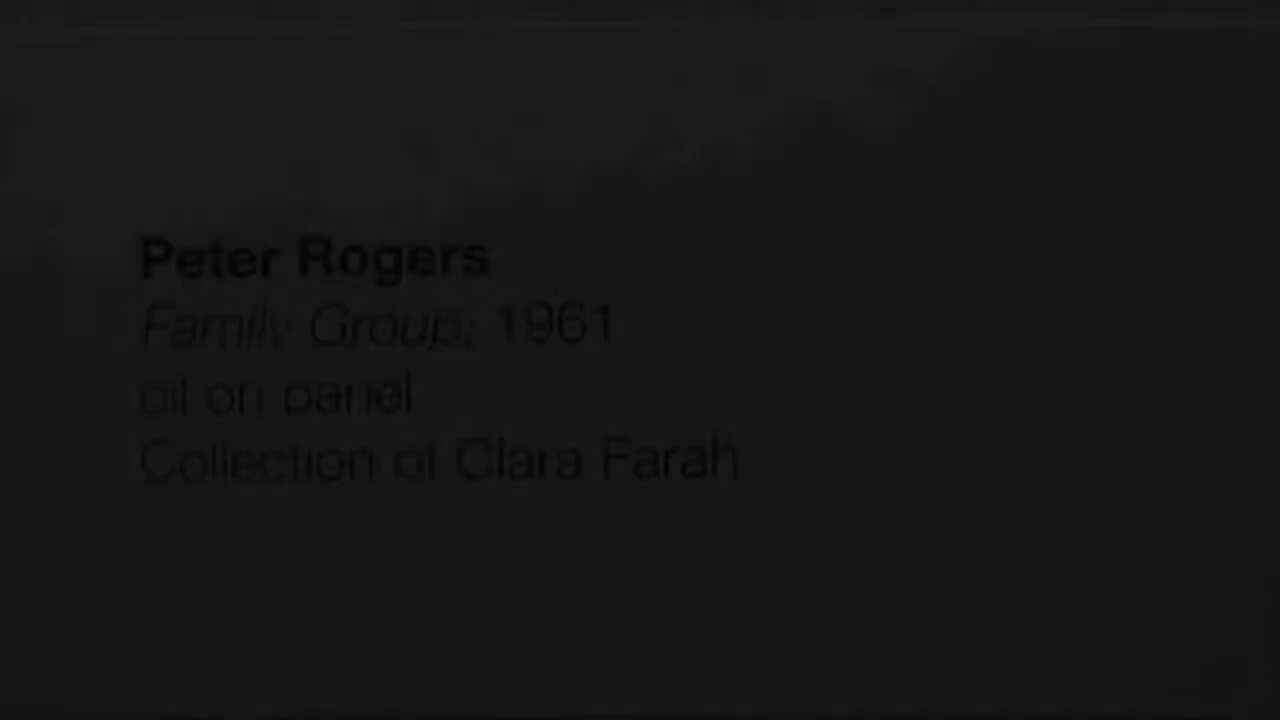 Peter Rogers
Family Group, 1961
oil on panel
Collection of Clara Farah